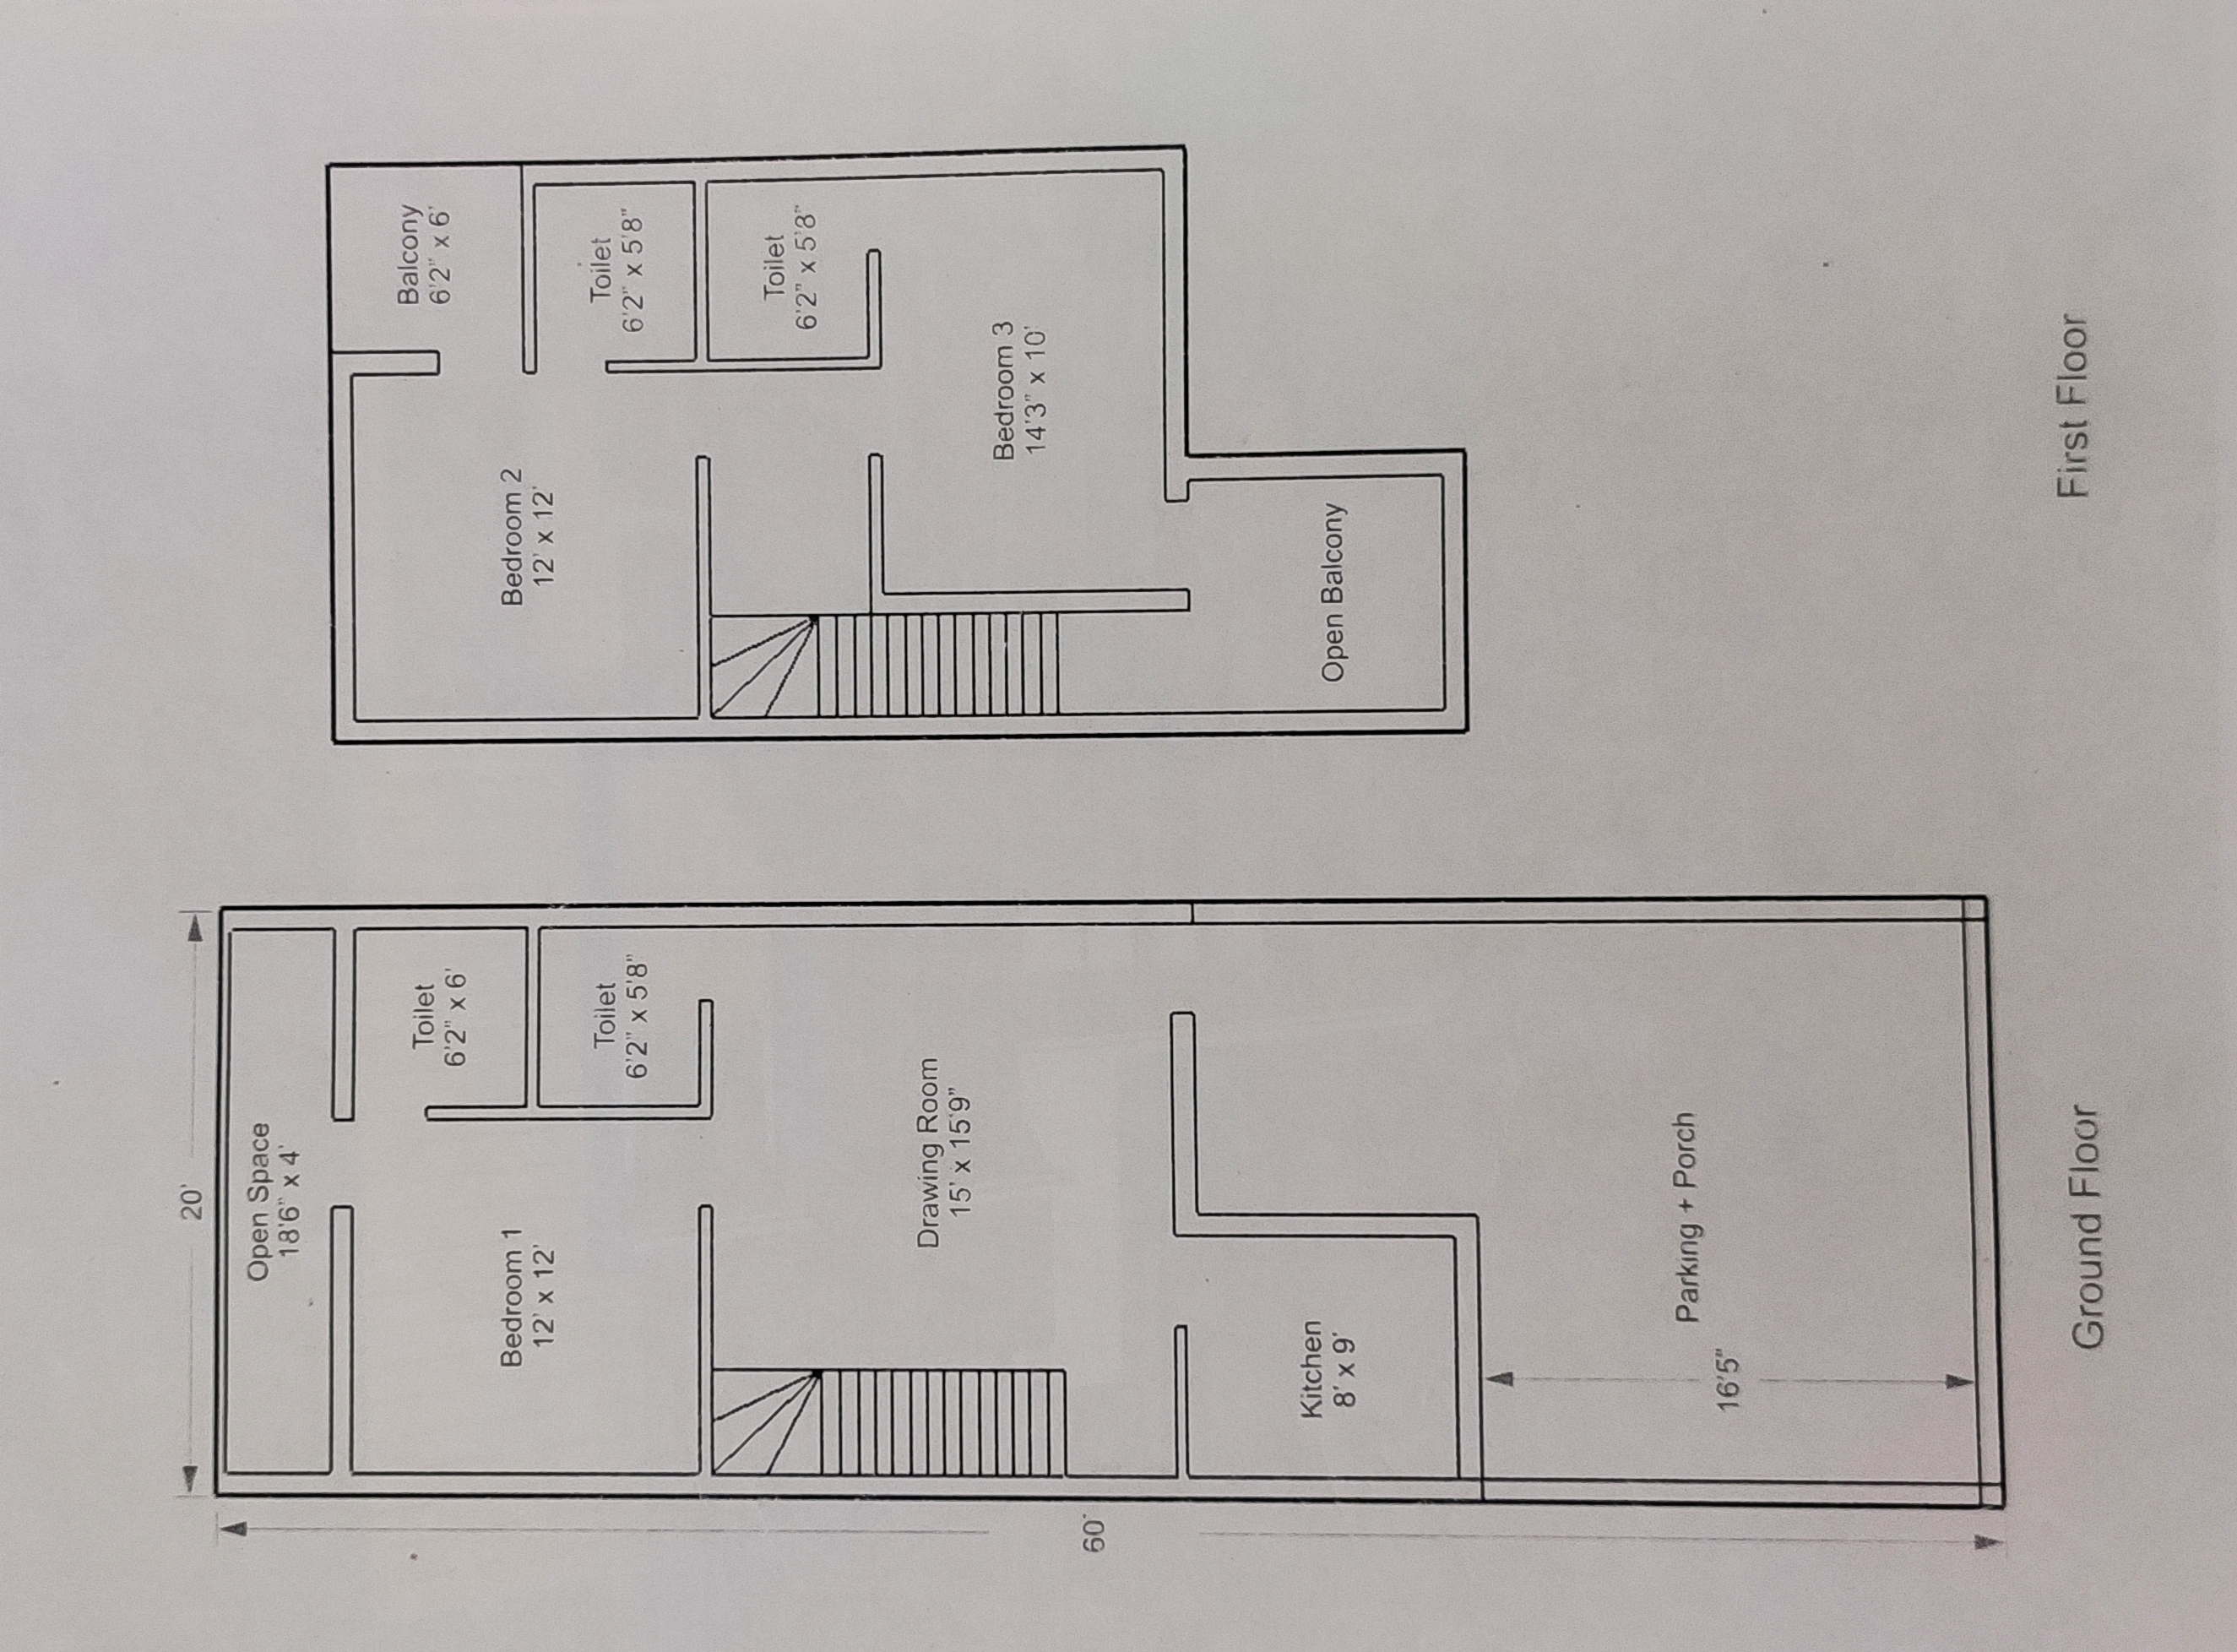 20'
Open Space
18'6" x 4'
Toilet
6'2" x 6'
Bedroom 1
12' x 12'
Toilet
6'2" x 5'8"
Drawing Room
15' x 15'9"
60'
Kitchen
8' x 9'
Parking + Porch
16'5"
Ground Floor
Balcony
6'2" x 6'
Bedroom 2
12' x 12'
Toilet
6'2" x 5'8"
Toilet
6'2" x 5'8"
Bedroom 3
14'3" x 10'
Open Balcony
First Floor